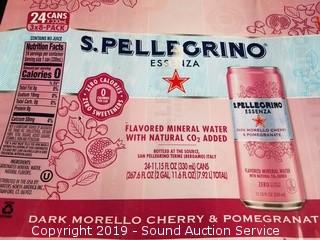 24 CANS
3x8-PACK
CONTAINS NO JUICE
Nutrition Facts
Calories 0
S.PELLEGRINO
ESSENZA
ZERO CALORIES
0
ZERO SWEETENERS
FLAVORED MINERAL WATER
WITH NATURAL CO2 ADDED
BOTTLED AT THE SOURCE,
SAN PELLEGRINO TERME (BERGAMO) ITALY
24-11.15 FL OZ (330 mL) CANS
(267.6 FL OZ (2 GAL, 11.6 FL OZ) (7.92 L) TOTAL)
S.PELLEGRINO
ESSENZA
DARK MORELLO CHERRY
& POMEGRANATE
FLAVORED MINERAL WATER
DARK MORELLO CHERRY & POMEGRANATE
Copyright 2019 - Sound Auction Service